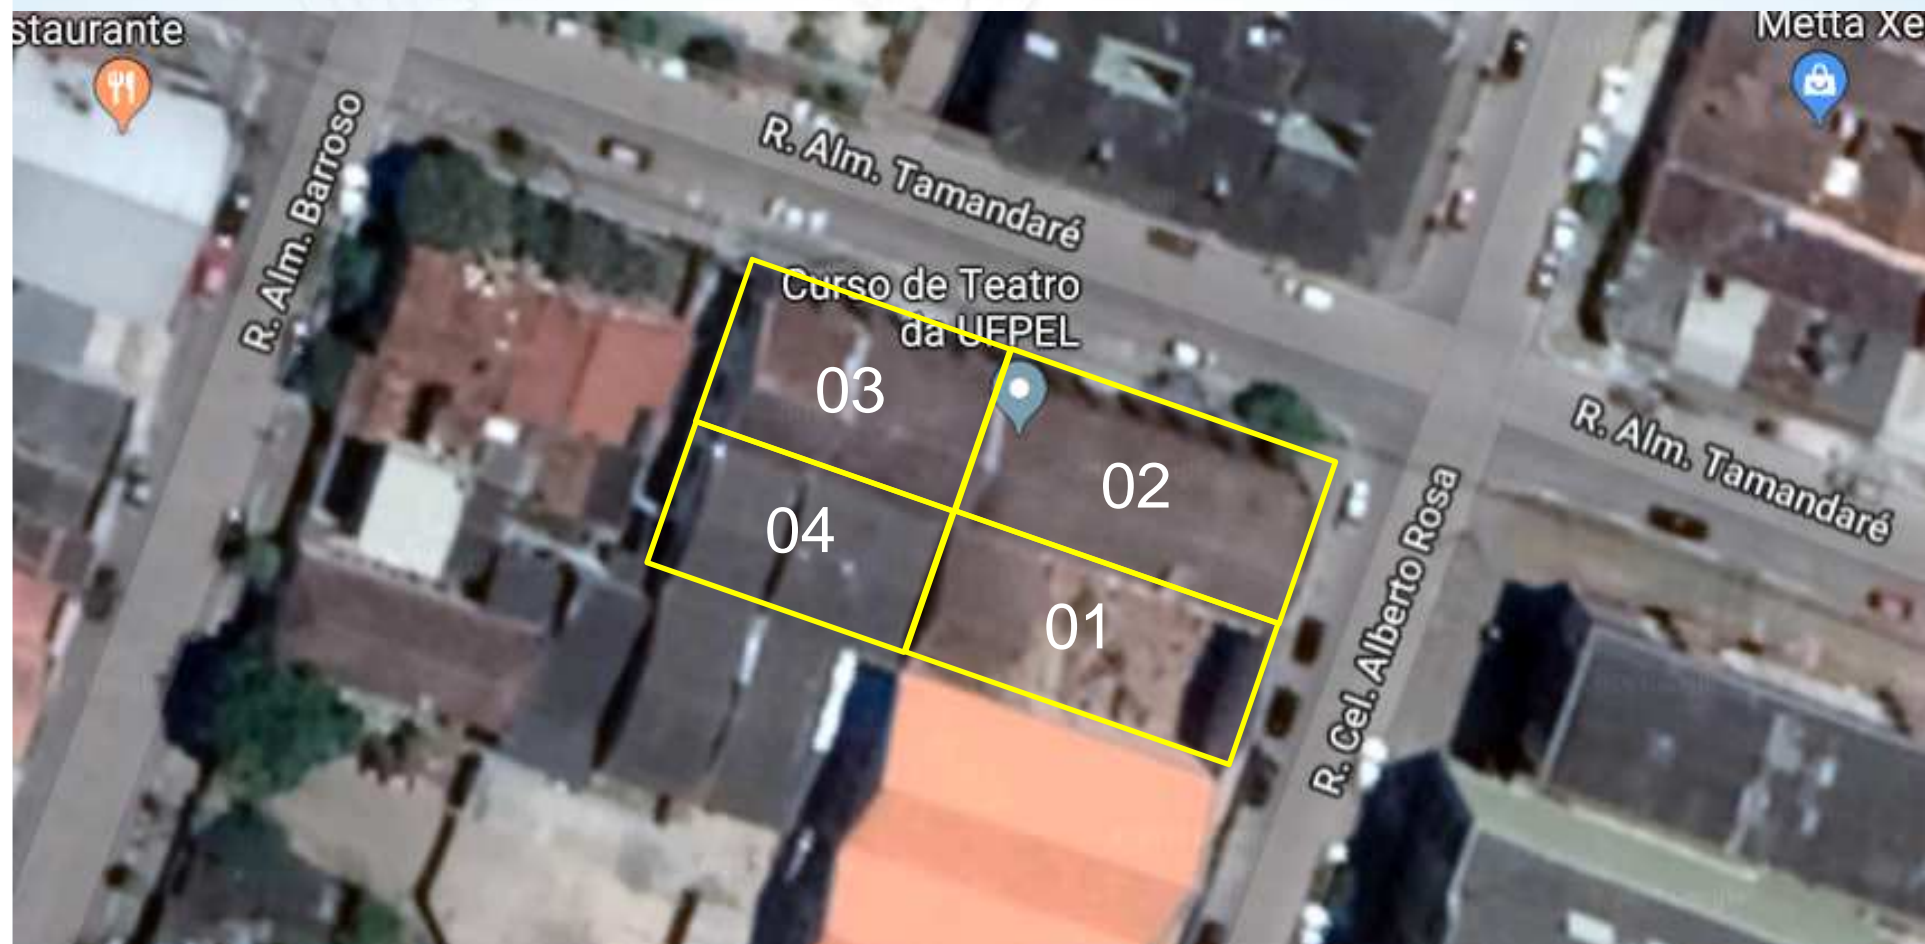 staurante
Metta Xe
R. Alm. Barroso
R. Alm. Tamandaré
Curso de Teatro
da UFPEL
03
02
04
01
R. Alm. Tamandaré
R. Cel. Alberto Rosa